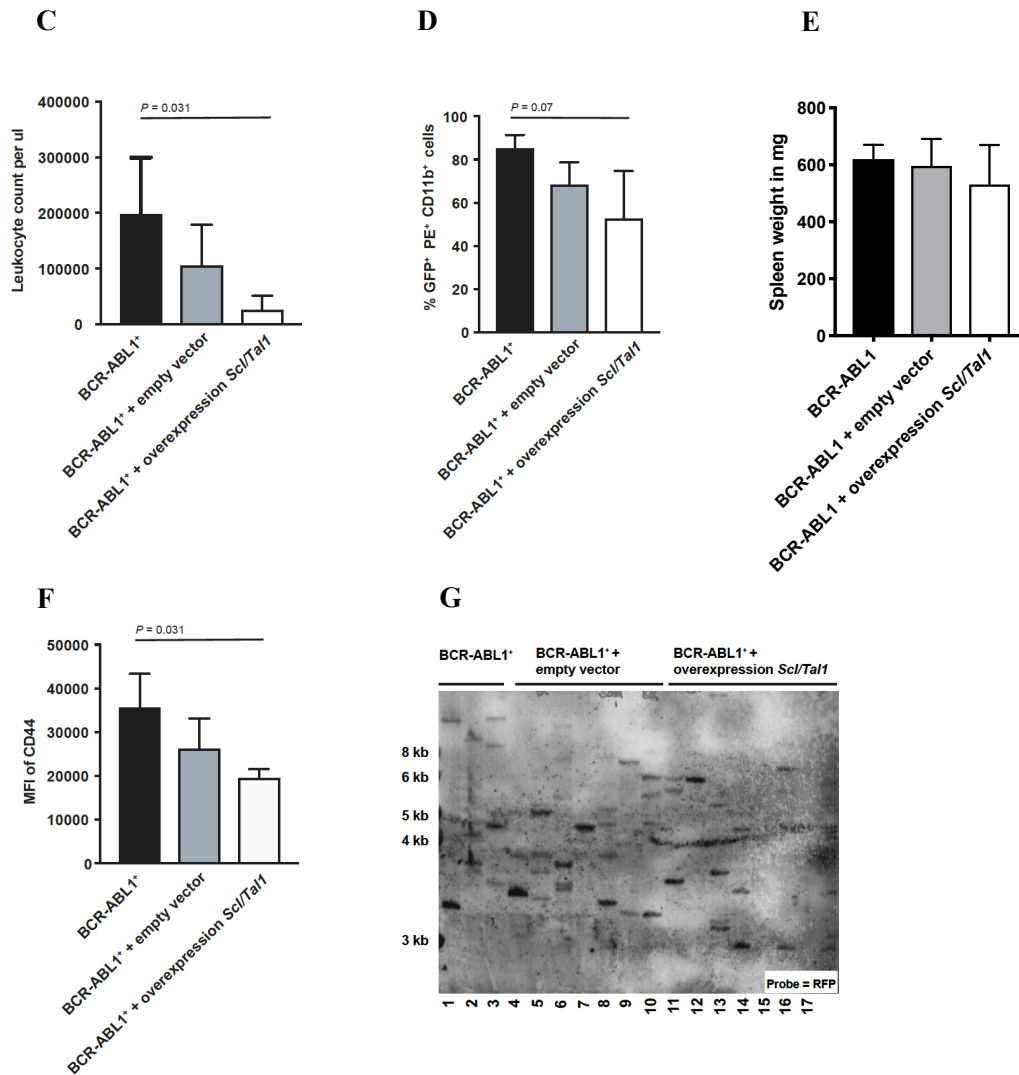 C
D
E
Leukocyte count per ul
400000
300000
200000
100000
0
P = 0.031
BCR-ABL1⁺
BCR-ABL1⁺ + empty vector
BCR-ABL1⁺ + overexpression Scl/Tal1
% GFP⁺ PE⁺ CD11b⁺ cells
100
80
60
40
20
0
P = 0.07
BCR-ABL1⁺
BCR-ABL1⁺ + empty vector
BCR-ABL1⁺ + overexpression Scl/Tal1
Spleen weight in mg
800
600
400
200
0
BCR-ABL1
BCR-ABL1 + empty vector
BCR-ABL1 + overexpression Scl/Tal1
F
G
MFI of CD44
50000
40000
30000
20000
10000
0
P = 0.031
BCR-ABL1⁺
BCR-ABL1⁺ + empty vector
BCR-ABL1⁺ + overexpression Scl/Tal1
BCR-ABL1⁺
BCR-ABL1⁺ +
empty vector
BCR-ABL1⁺ +
overexpression Scl/Tal1
8 kb
6 kb
5 kb
4 kb
3 kb
Probe = RFP
1 2 3 4 5 6 7 8 9 10 11 12 13 14 15 16 17